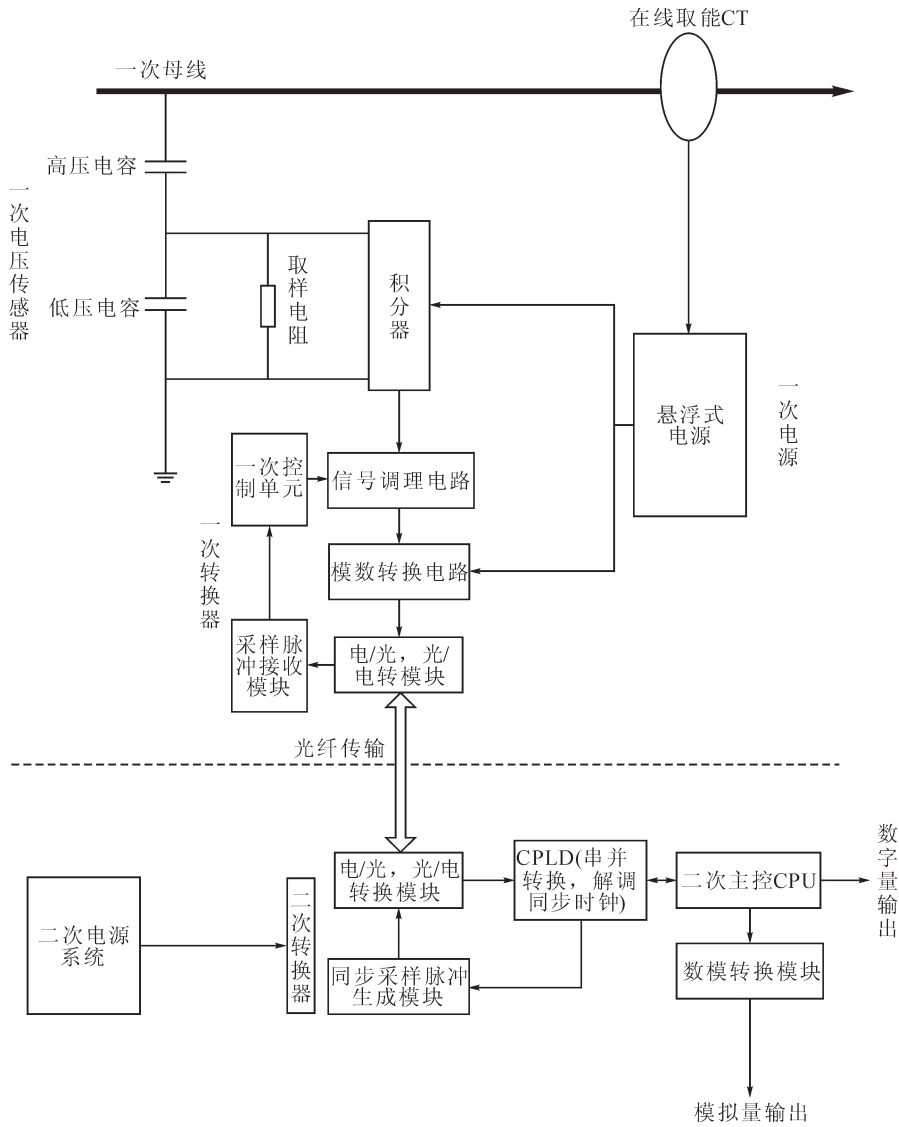 在线取能CT
一次母线
高压电容
一次电压传感器
取样电阻
积分器
低压电容
悬浮式
电源
一次电源
一次控
制单元
信号调理电路
一次转换器
模数转换电路
采样脉
冲接收
模块
电/光，光/
电转模块
光纤传输
电/光，光/电
转换模块
CPLD(串并
转换，解调
同步时钟)
二次主控CPU
数字量输出
二次电源
系统
二次转换器
同步采样脉冲
生成模块
数模转换模块
模拟量输出